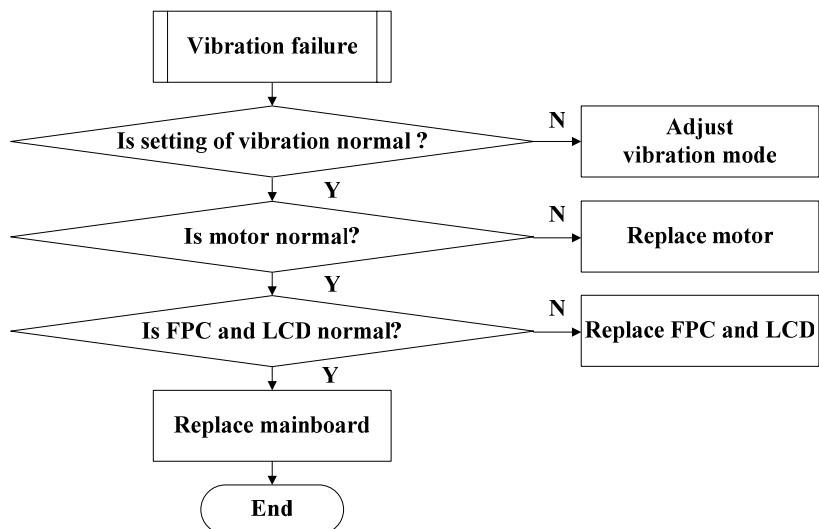 Vibration failure
Is setting of vibration normal ?
N
Adjust
vibration mode
Y
Is motor normal?
N
Replace motor
Y
Is FPC and LCD normal?
N
Replace FPC and LCD
Y
Replace mainboard
End